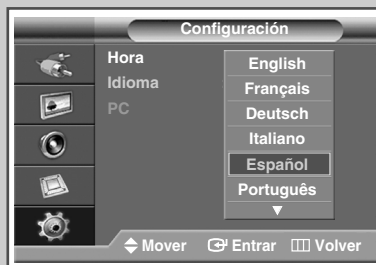 Configuración
Hora
Idioma
PC
English
Français
Deutsch
Italiano
Español
Português
Mover Entrar Volver